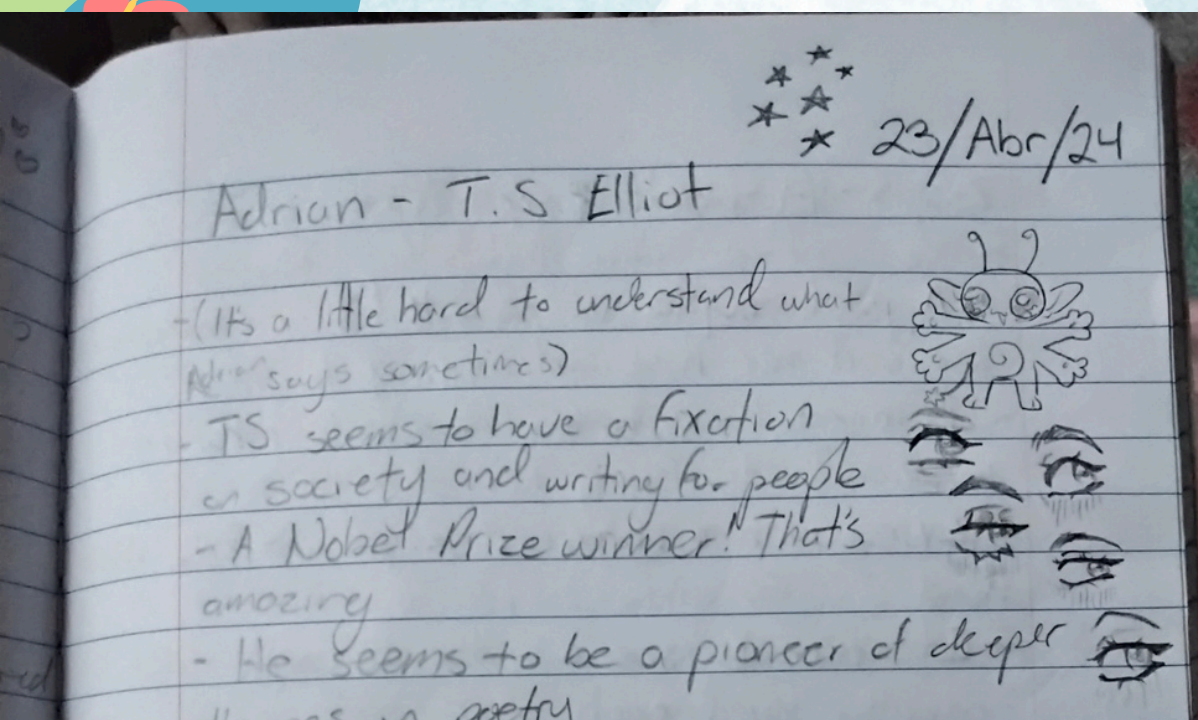 23/Abr/24
Adrian - T.S Elliot
+(It's a little hard to understand what
Adrian says sometimes)
- TS seems to have a fixation
on society and writing for people
- A Nobel Prize winner! That's
amazing
- He seems to be a pioneer of deeper
in poetry